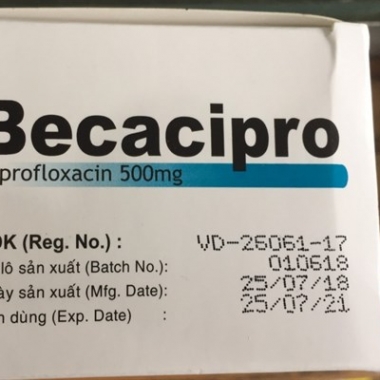 Becacipro
profloxacin 500mg
ĐK (Reg. No.) : VD-26061-17
lô sản xuất (Batch No.): 010618
ày sản xuất (Mfg. Date): 25/07/18
n dùng (Exp. Date) : 25/07/21